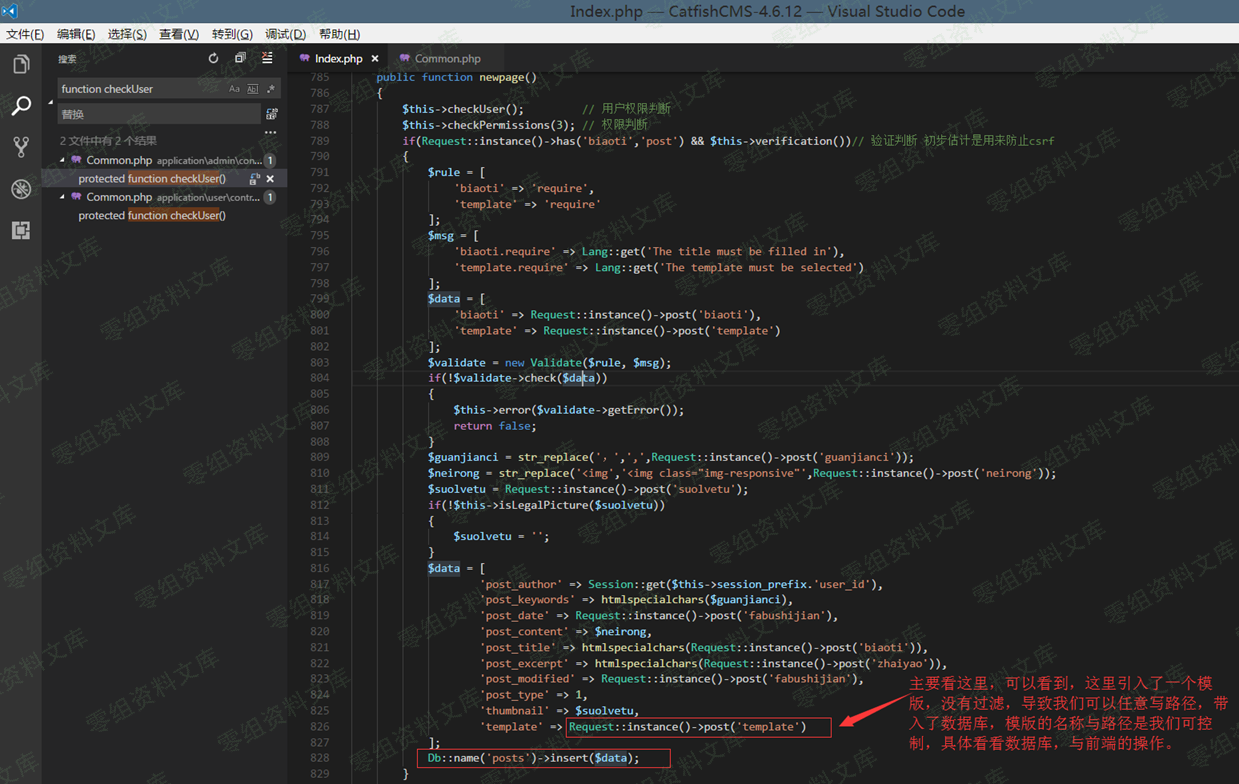 Index.php — CatfishCMS-4.6.12 — Visual Studio Code
文件(F) 编辑(E) 选择(S) 查看(V) 转到(G) 调试(D) 帮助(H)
搜索
Index.php × Common.php
function checkUser
Aa Abl .*
替换
2 文件中有 2 个结果
Common.php application\admin\con... 1
protected function checkUser()
Common.php application\user\contr... 1
protected function checkUser()
785 public function newpage()
786 {
787 $this->checkUser(); // 用户权限判断
788 $this->checkPermissions(3); // 权限判断
789 if(Request::instance()->has('biaoti','post') && $this->verification())// 验证判断 初步估计是用来防止csrf
790 {
791 $rule = [
792 'biaoti' => 'require',
793 'template' => 'require'
794 ];
795 $msg = [
796 'biaoti.require' => Lang::get('The title must be filled in'),
797 'template.require' => Lang::get('The template must be selected')
798 ];
799 $data = [
800 'biaoti' => Request::instance()->post('biaoti'),
801 'template' => Request::instance()->post('template')
802 ];
803 $validate = new Validate($rule, $msg);
804 if(!$validate->check($data))
805 {
806 $this->error($validate->getError());
807 return false;
808 }
809 $guanjianci = str_replace('，',',',Request::instance()->post('guanjianci'));
810 $neirong = str_replace('<img','<img class="img-responsive"',Request::instance()->post('neirong'));
811 $suolvetu = Request::instance()->post('suolvetu');
812 if(!$this->isLegalPicture($suolvetu))
813 {
814 $suolvetu = '';
815 }
816 $data = [
817 'post_author' => Session::get($this->session_prefix.'user_id'),
818 'post_keywords' => htmlspecialchars($guanjianci),
819 'post_date' => Request::instance()->post('fabushijian'),
820 'post_content' => $neirong,
821 'post_title' => htmlspecialchars(Request::instance()->post('biaoti')),
822 'post_excerpt' => htmlspecialchars(Request::instance()->post('zhaiyao')),
823 'post_modified' => Request::instance()->post('fabushijian'),
824 'post_type' => 1,
825 'thumbnail' => $suolvetu,
826 'template' => Request::instance()->post('template')
827 ];
828 Db::name('posts')->insert($data);
829 }
主要看这里，可以看到，这里引入了一个模
版，没有过滤，导致我们可以任意写路径，带
入了数据库，模版的名称与路径是我们可控
制，具体看看数据库，与前端的操作。
零组资料文库